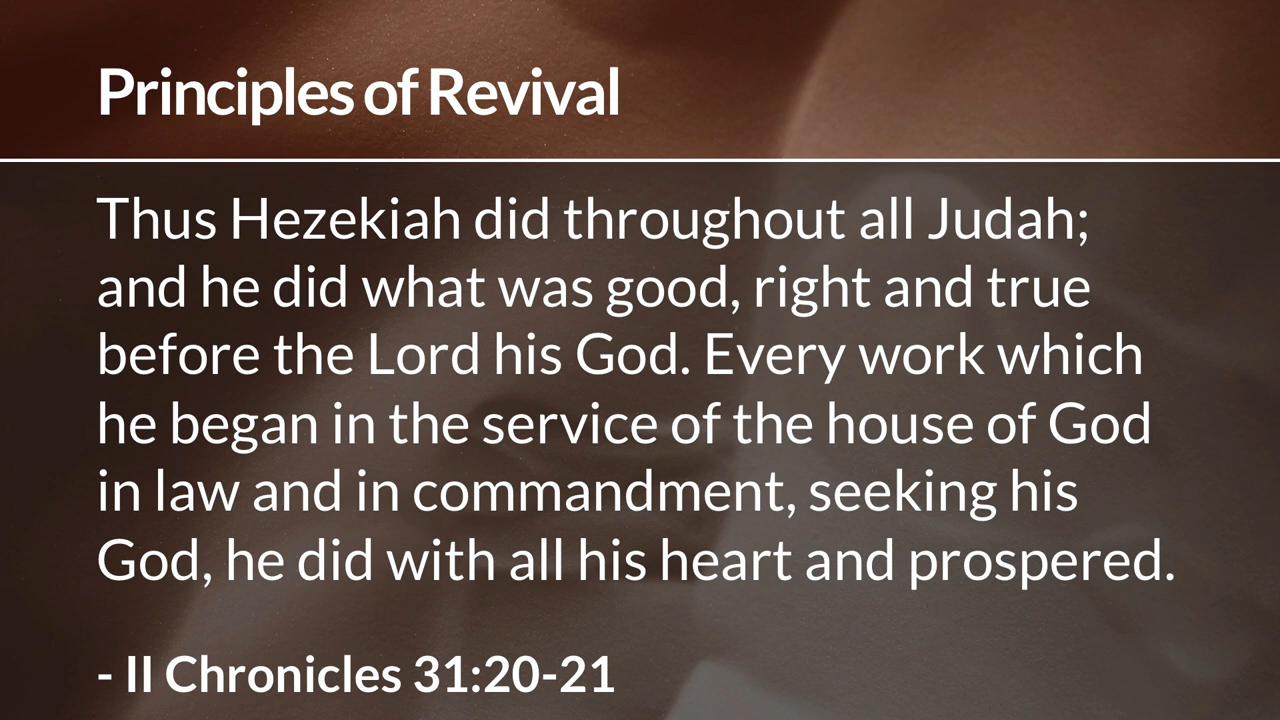 Principles of Revival
Thus Hezekiah did throughout all Judah;
and he did what was good, right and true
before the Lord his God. Every work which
he began in the service of the house of God
in law and in commandment, seeking his
God, he did with all his heart and prospered.
- II Chronicles 31:20-21